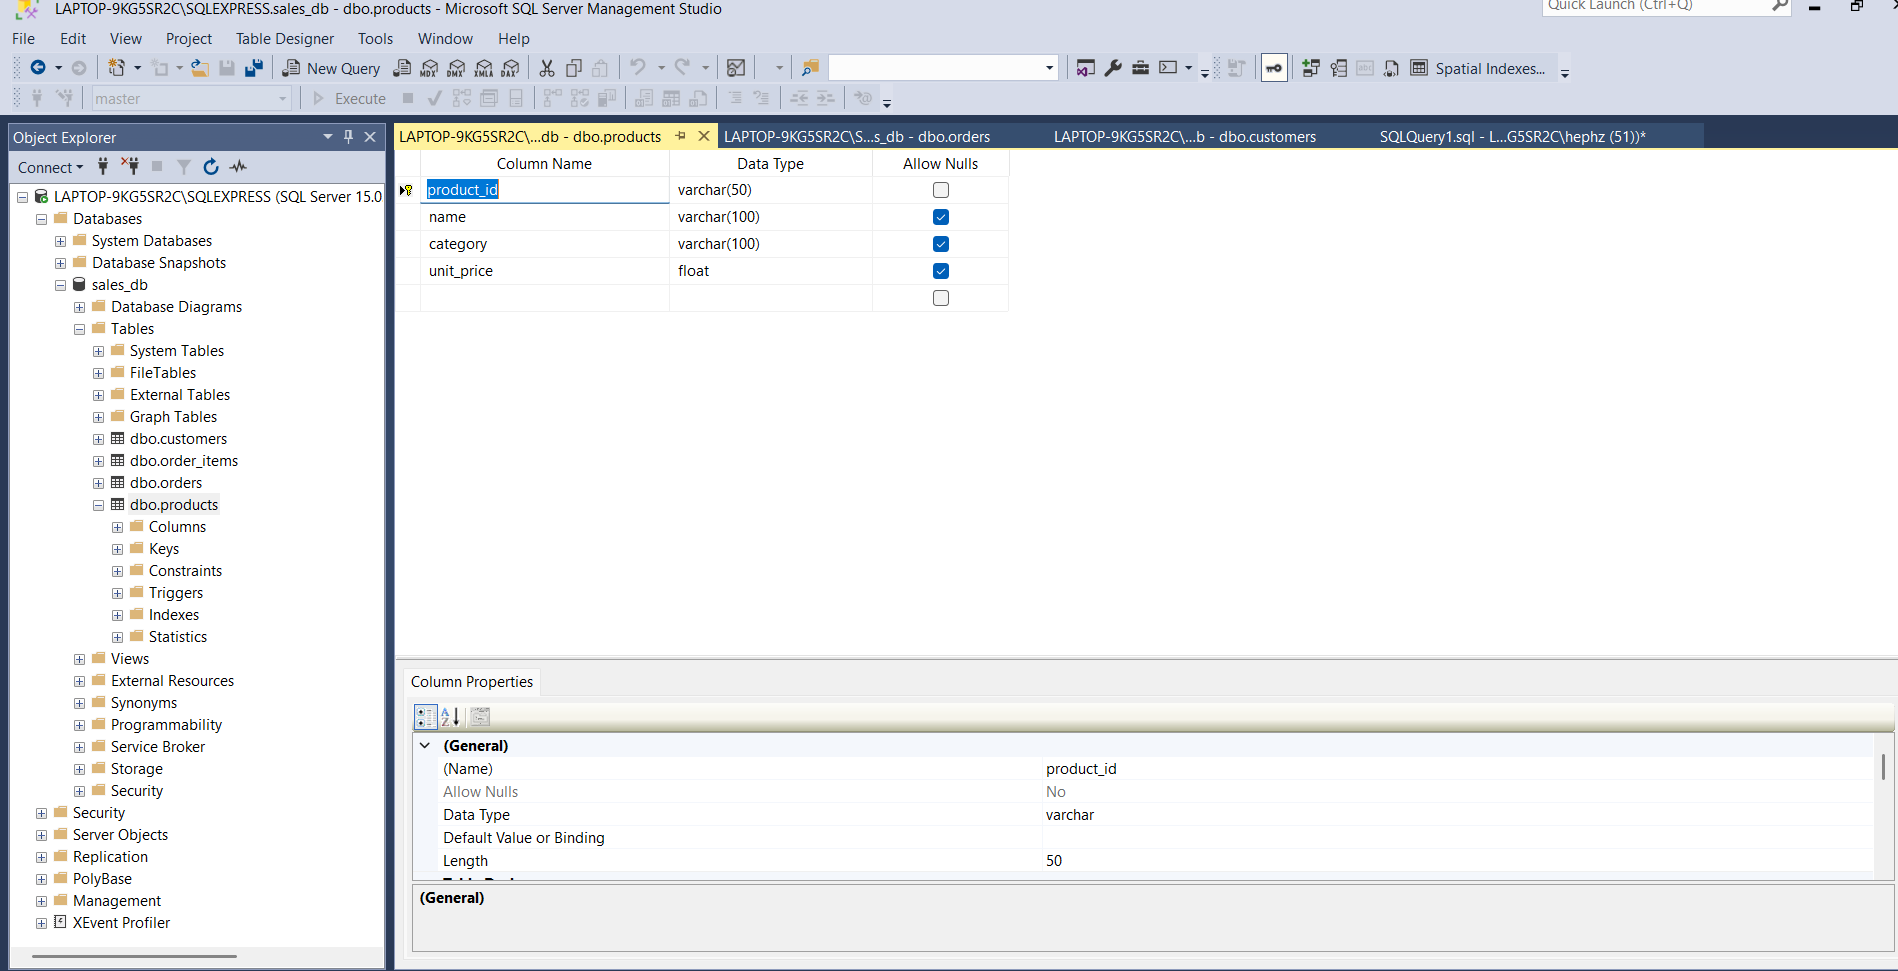 LAPTOP-9KG5SR2C\SQLEXPRESS.sales_db - dbo.products - Microsoft SQL Server Management Studio
Quick Launch (Ctrl+Q)
File Edit View Project Table Designer Tools Window Help
New Query MDX DMX XMLA DAX Spatial Indexes...
master Execute
Object Explorer
LAPTOP-9KG5SR2C\...db - dbo.products LAPTOP-9KG5SR2C\S...s_db - dbo.orders LAPTOP-9KG5SR2C\...b - dbo.customers SQLQuery1.sql - L...G5SR2C\hephz (51))*
Connect
LAPTOP-9KG5SR2C\SQLEXPRESS (SQL Server 15.0
Databases
System Databases
Database Snapshots
sales_db
Database Diagrams
Tables
System Tables
FileTables
External Tables
Graph Tables
dbo.customers
dbo.order_items
dbo.orders
dbo.products
Columns
Keys
Constraints
Triggers
Indexes
Statistics
Views
External Resources
Synonyms
Programmability
Service Broker
Storage
Security
Security
Server Objects
Replication
PolyBase
Management
XEvent Profiler
Column Name Data Type Allow Nulls
product_id varchar(50)
name varchar(100)
category varchar(100)
unit_price float
Column Properties
(General)
(Name) product_id
Allow Nulls No
Data Type varchar
Default Value or Binding
Length 50
(General)